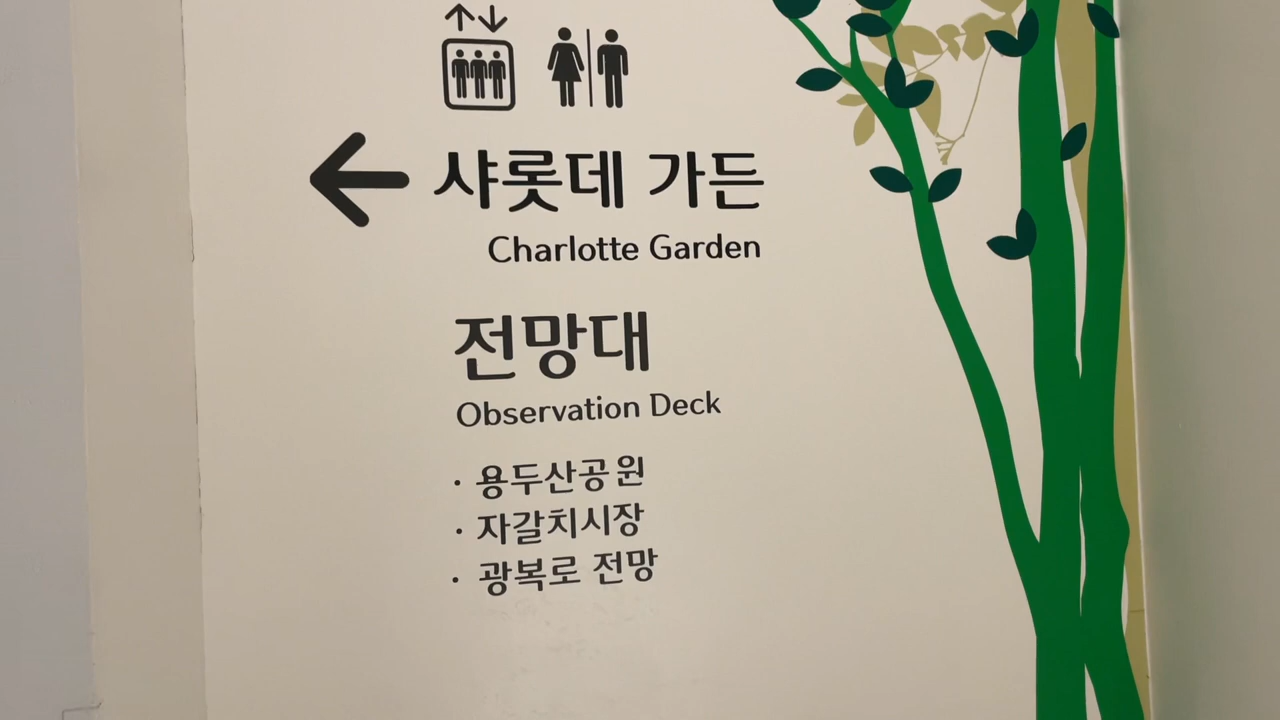 샤롯데 가든
Charlotte Garden
전망대
Observation Deck
· 용두산공원
· 자갈치시장
· 광복로 전망